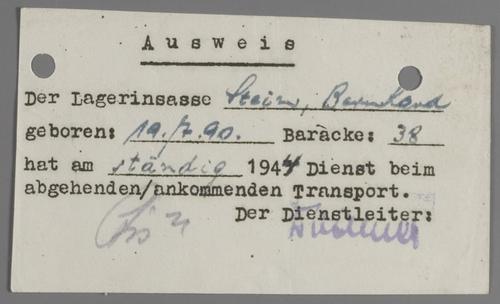 Ausweis
Der Lagerinsasse Stein, Bernhard
geboren: 19./7.90. Baracke: 38
hat am ständig 1944 Dienst beim
abgehenden/ankommenden Transport.
Der Dienstleiter: